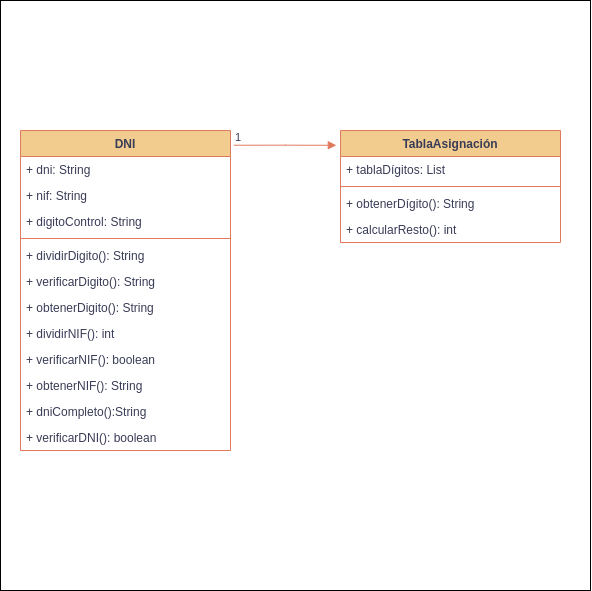 DNI
+ dni: String
+ nif: String
+ digitoControl: String
+ dividirDigito(): String
+ verificarDigito(): String
+ obtenerDigito(): String
+ dividirNIF(): int
+ verificarNIF(): boolean
+ obtenerNIF(): String
+ dniCompleto():String
+ verificarDNI(): boolean
1
TablaAsignación
+ tablaDígitos: List
+ obtenerDígito(): String
+ calcularResto(): int